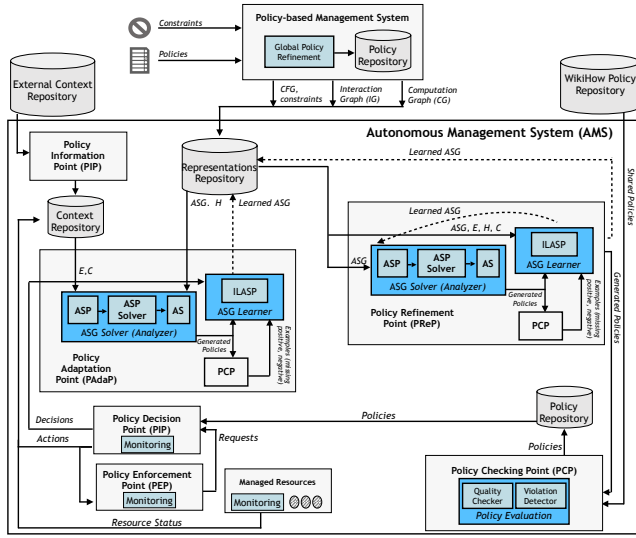 Policy-based Management System
Constraints
Policies
Global Policy
Refinement
Policy
Repository
External Context
Repository
WikiHow Policy
Repository
CFG,
constraints
Interaction
Graph (IG)
Computation
Graph (CG)
Autonomous Management System (AMS)
Policy
Information
Point (PIP)
Representations
Repository
Learned ASG
Shared Policies
Context
Repository
ASG, H
Learned ASG
Learned ASG
ASG, E, H, C
ILASP
ASG Learner
ASG
ASP
ASP
Solver
AS
ASG Solver (Analyzer)
Generated
Policies
Examples (missing
positive, negative)
PCP
Policy Refinement
Point (PReP)
Generated Policies
E,C
ILASP
ASG Learner
ASP
ASP
Solver
AS
ASG Solver (Analyzer)
Generated
Policies
Examples (missing
positive, negative)
PCP
Policy
Adaptation
Point (PAdaP)
Decisions
Actions
Policy Decision
Point (PIP)
Monitoring
Policies
Policy
Repository
Requests
Policies
Policy Enforcement
Point (PEP)
Monitoring
Managed Resources
Monitoring
Resource Status
Policy Checking Point (PCP)
Quality
Checker
Violation
Detector
Policy Evaluation